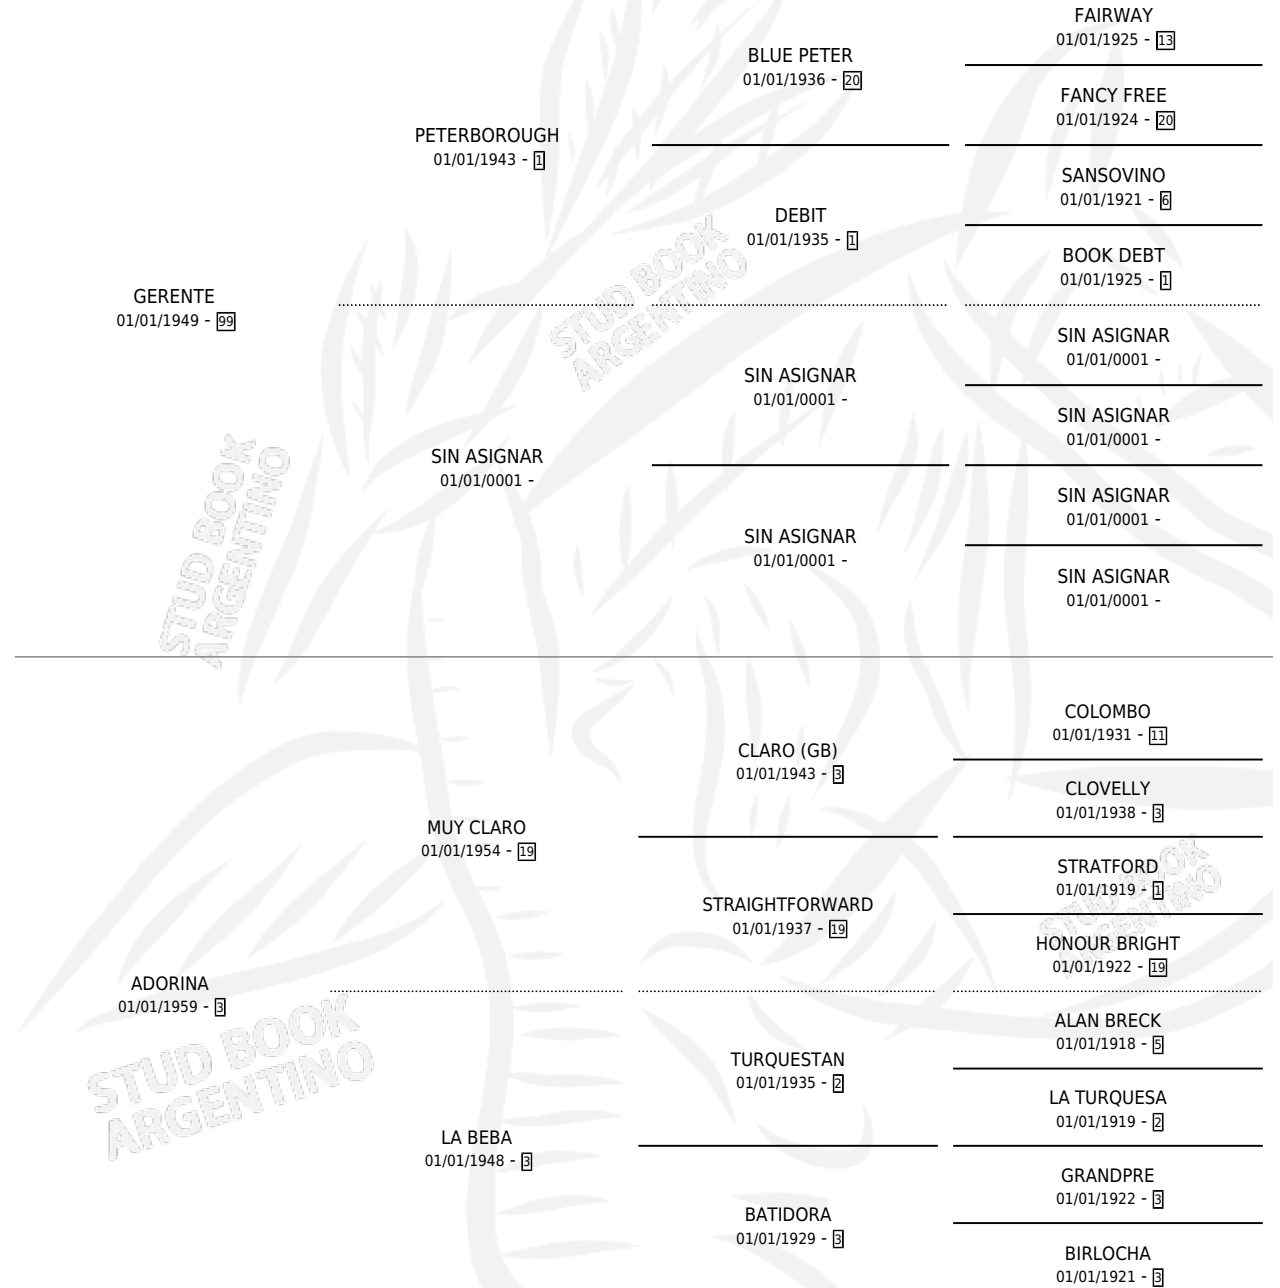 FAIRWAY
01/01/1925 - 13
BLUE PETER
01/01/1936 - 20
FANCY FREE
01/01/1924 - 20
PETERBOROUGH
01/01/1943 - 1
SANSOVINO
01/01/1921 - 6
DEBIT
01/01/1935 - 1
BOOK DEBT
01/01/1925 - 1
GERENTE
01/01/1949 - 99
SIN ASIGNAR
01/01/0001 -
SIN ASIGNAR
01/01/0001 -
SIN ASIGNAR
01/01/0001 -
SIN ASIGNAR
01/01/0001 -
SIN ASIGNAR
01/01/0001 -
SIN ASIGNAR
01/01/0001 -
SIN ASIGNAR
01/01/0001 -
COLOMBO
01/01/1931 - 11
CLARO (GB)
01/01/1943 - 3
CLOVELLY
01/01/1938 - 3
MUY CLARO
01/01/1954 - 19
STRATFORD
01/01/1919 - 1
STRAIGHTFORWARD
01/01/1937 - 19
HONOUR BRIGHT
01/01/1922 - 19
ADORINA
01/01/1959 - 3
ALAN BRECK
01/01/1918 - 5
TURQUESTAN
01/01/1935 - 2
LA TURQUESA
01/01/1919 - 2
LA BEBA
01/01/1948 - 3
GRANDPRE
01/01/1922 - 3
BATIDORA
01/01/1929 - 3
BIRLOCHA
01/01/1921 - 3
STUD BOOK
ARGENTINO
STUD BOOK
ARGENTINO
STUD BOOK
ARGENTINO
STUD BOOK
ARGENTINO